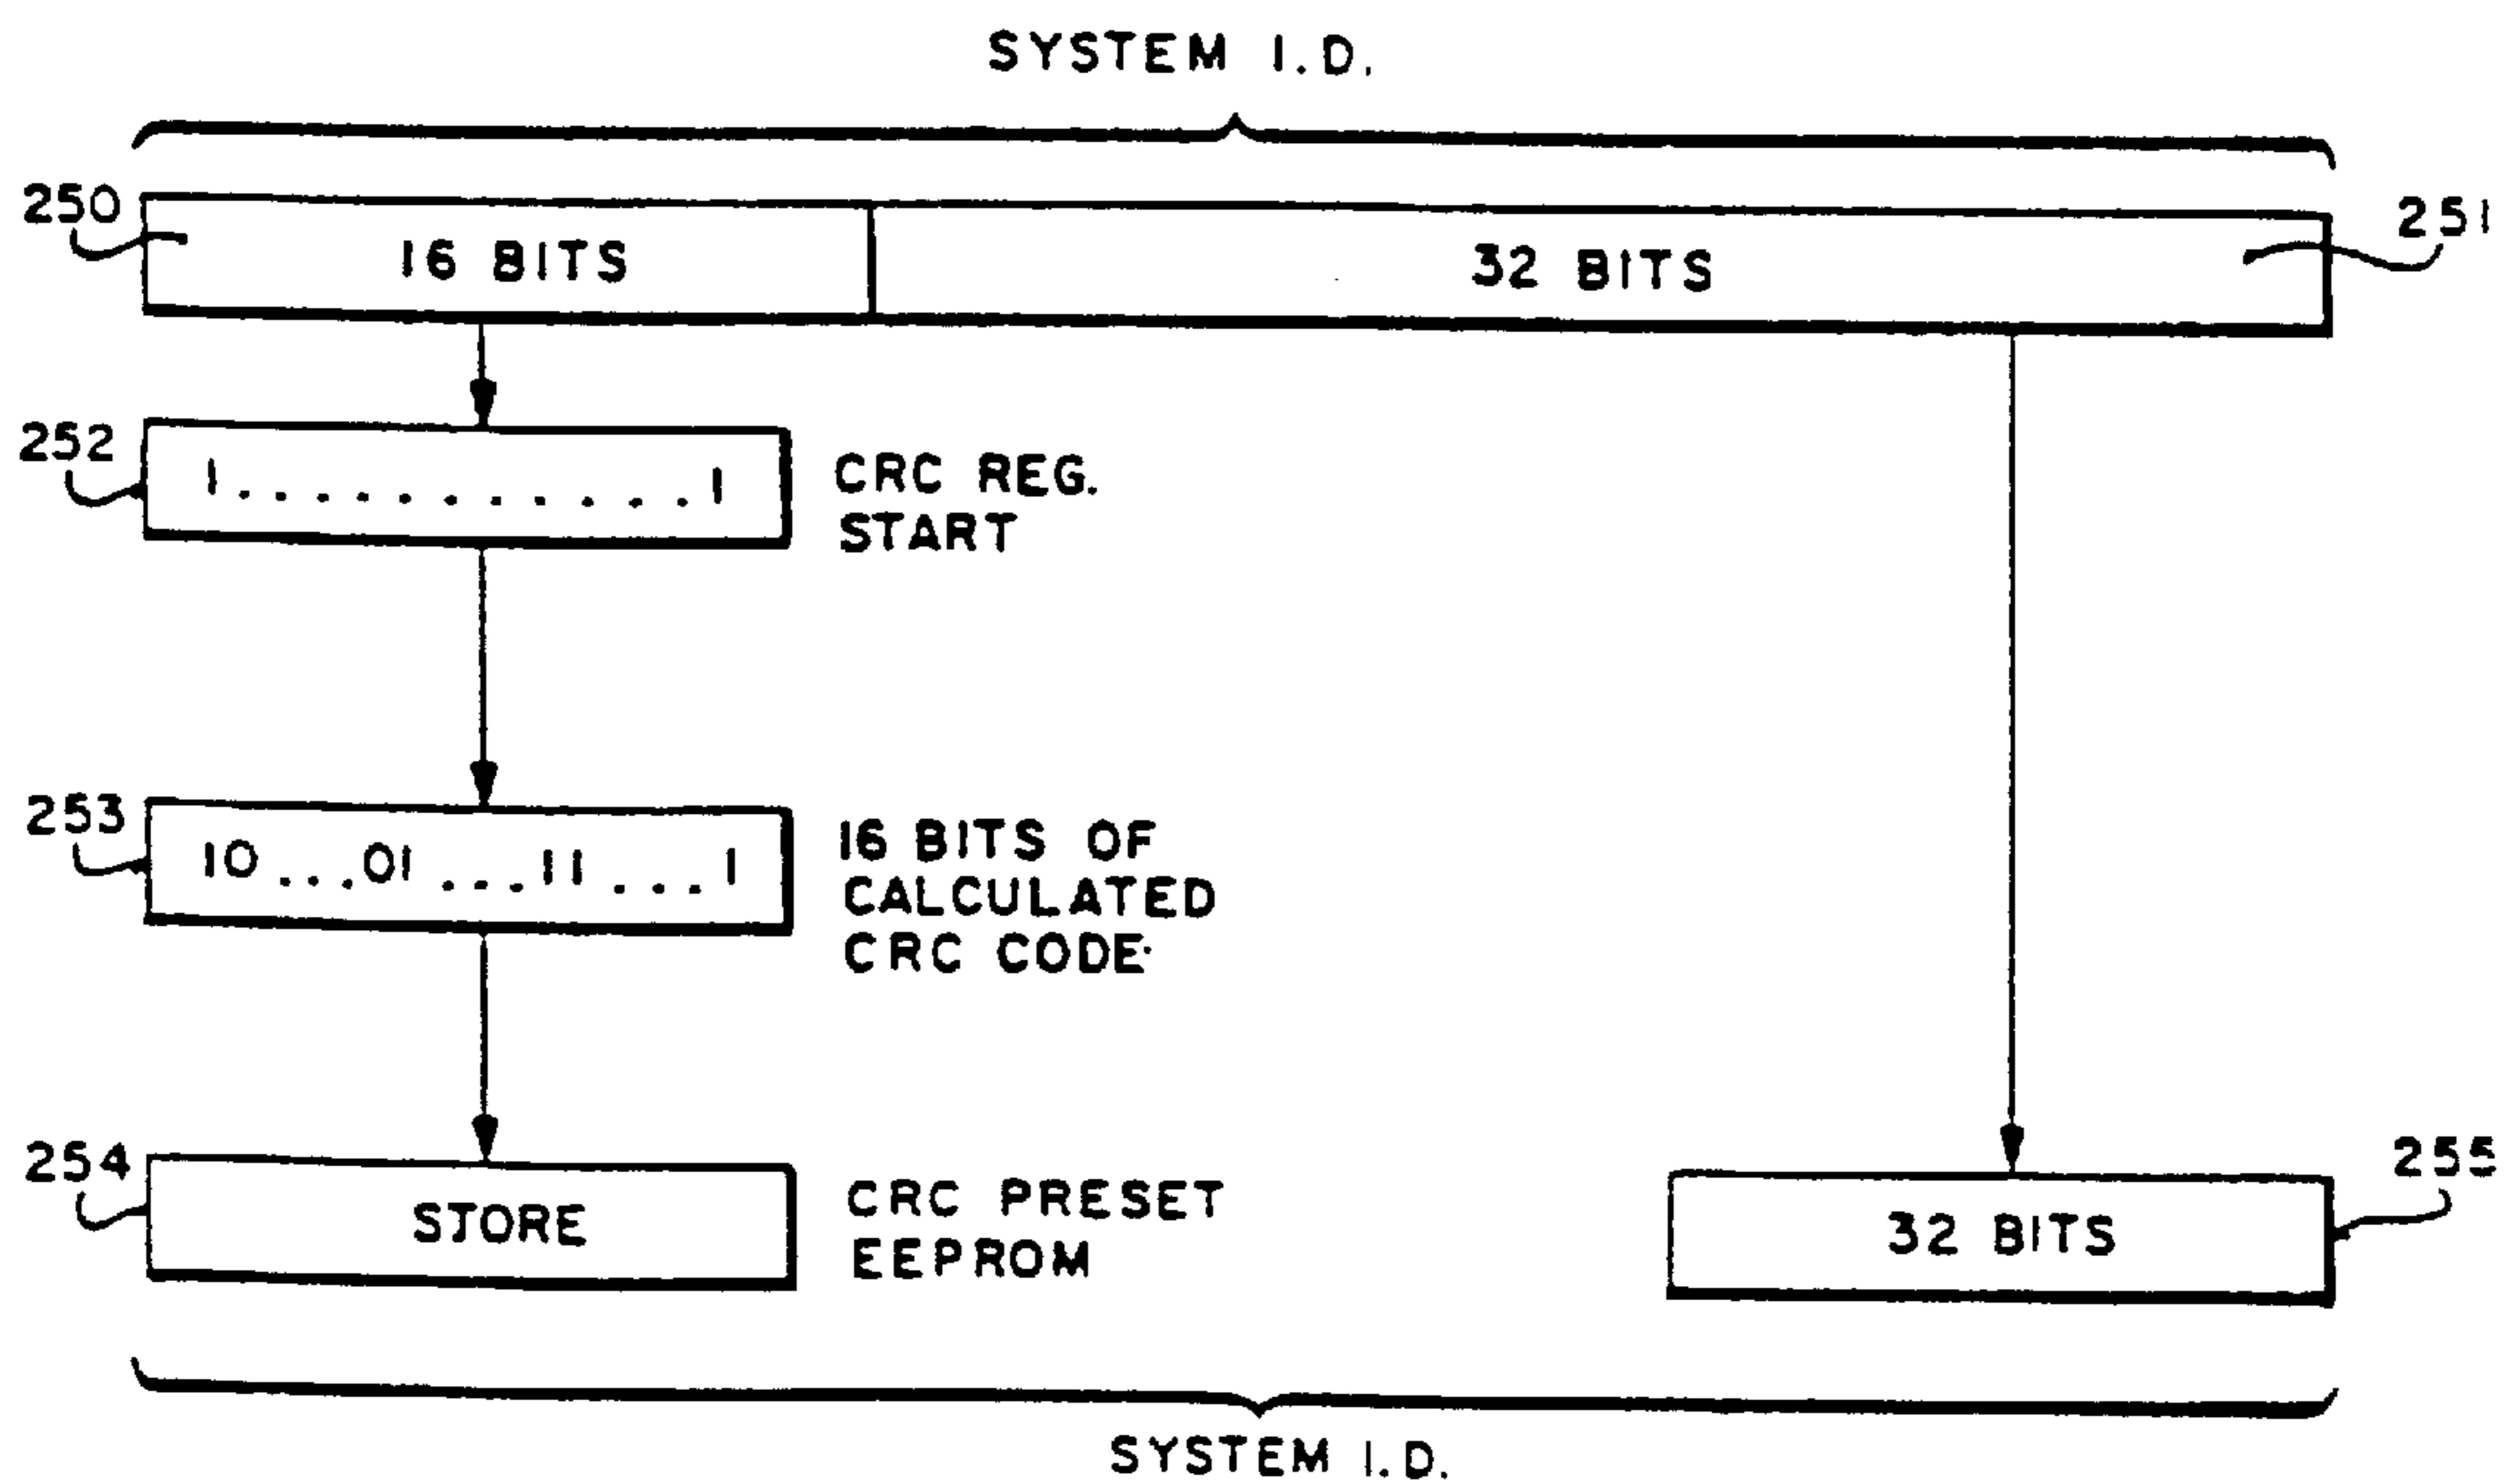 SYSTEM I.D.
250
251
16 BITS
32 BITS
252
1............1
CRC REG.
START
253
10...01...11...1
16 BITS OF
CALCULATED
CRC CODE
254
STORE
CRC PRESET
EEPROM
255
32 BITS
SYSTEM I.D.